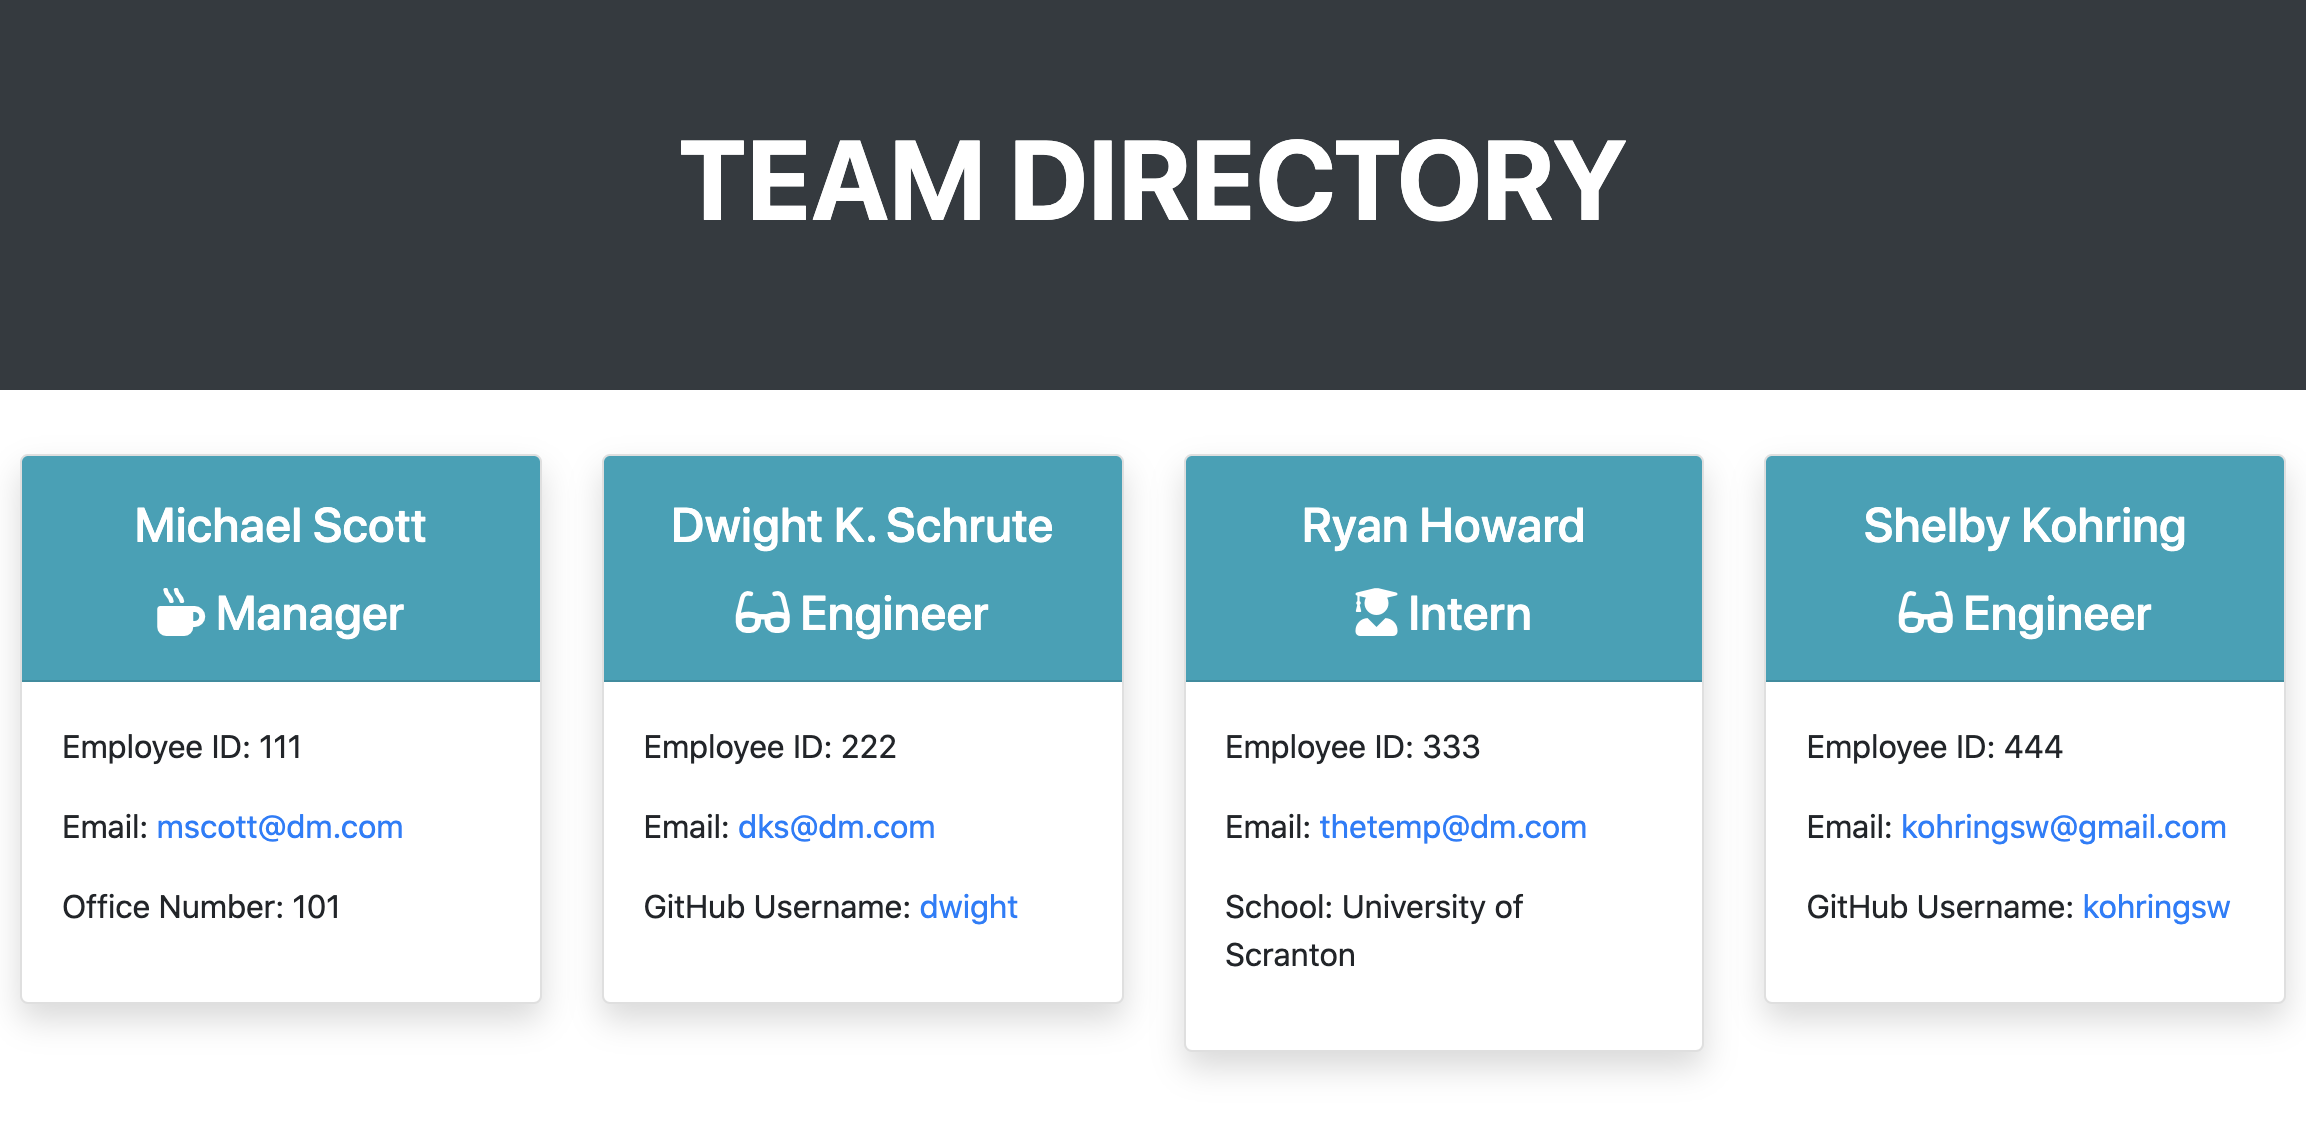 TEAM DIRECTORY
Michael Scott
Manager
Employee ID: 111
Email: mscott@dm.com
Office Number: 101
Dwight K. Schrute
Engineer
Employee ID: 222
Email: dks@dm.com
GitHub Username: dwight
Ryan Howard
Intern
Employee ID: 333
Email: thetemp@dm.com
School: University of
Scranton
Shelby Kohring
Engineer
Employee ID: 444
Email: kohringsw@gmail.com
GitHub Username: kohringsw